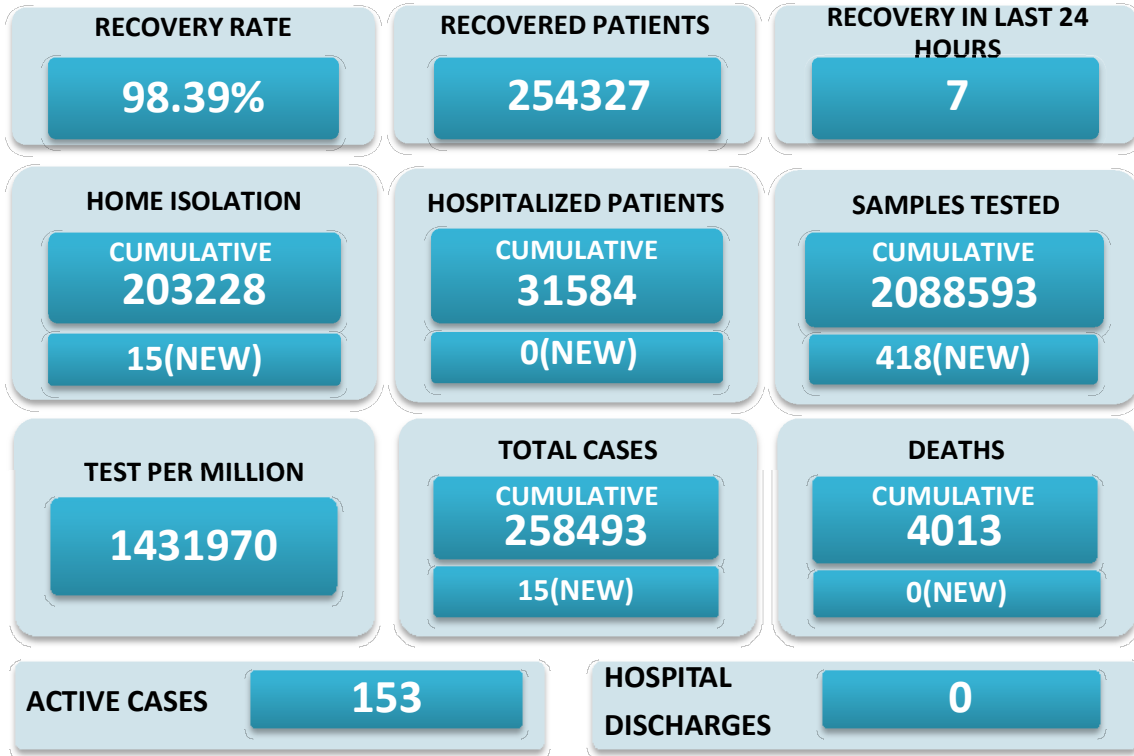 RECOVERY RATE
98.39%
RECOVERED PATIENTS
254327
RECOVERY IN LAST 24
HOURS
7
HOME ISOLATION
CUMULATIVE
203228
15(NEW)
HOSPITALIZED PATIENTS
CUMULATIVE
31584
0(NEW)
SAMPLES TESTED
CUMULATIVE
2088593
418(NEW)
TEST PER MILLION
1431970
TOTAL CASES
CUMULATIVE
258493
15(NEW)
DEATHS
CUMULATIVE
4013
0(NEW)
ACTIVE CASES
153
HOSPITAL
DISCHARGES
0